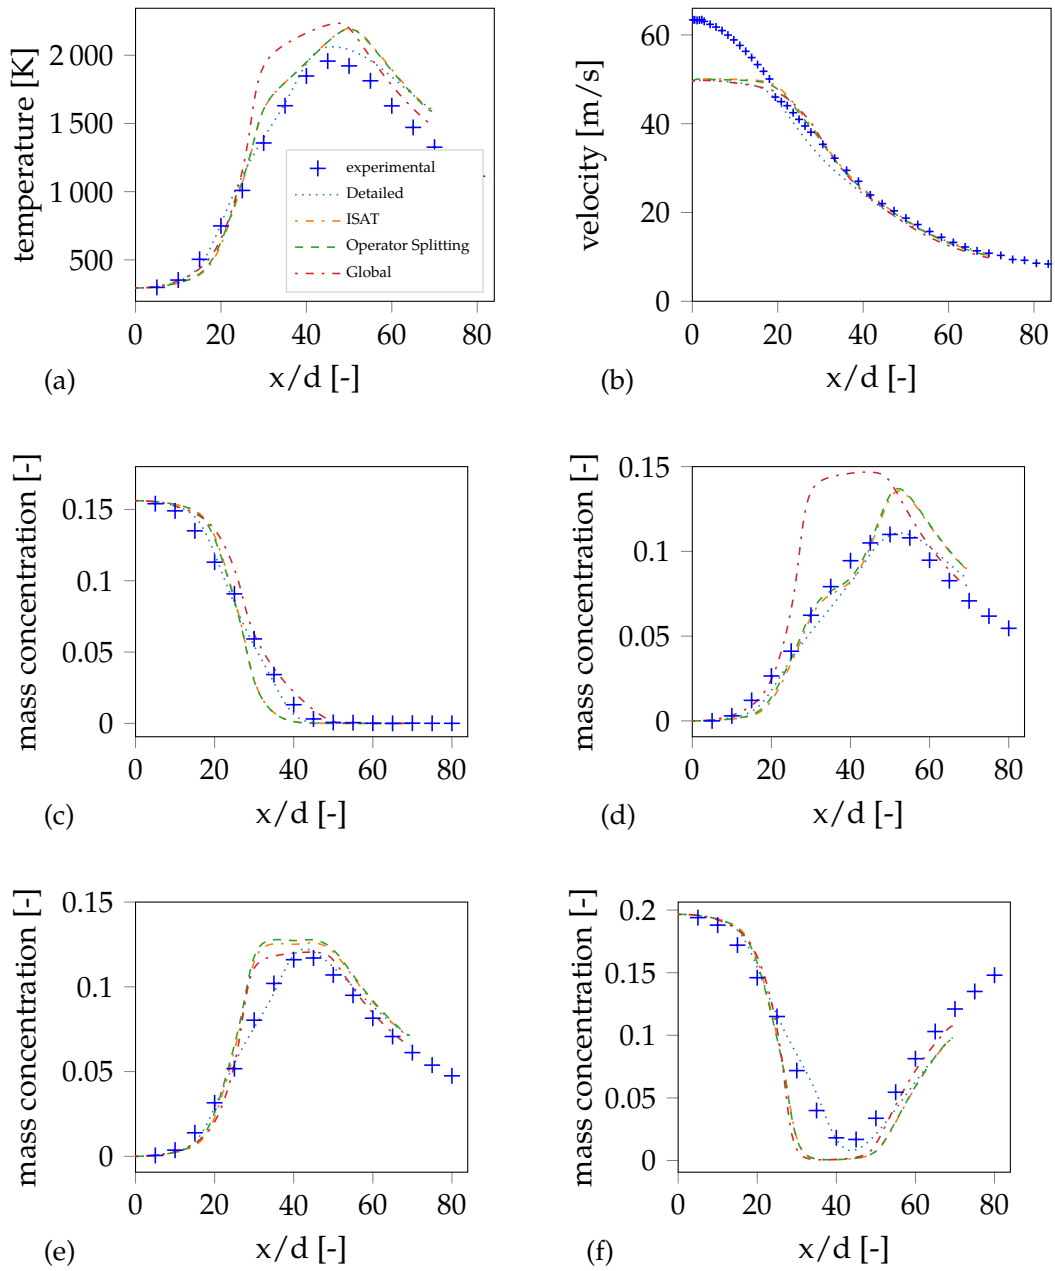 2 000
1 500
1 000
500
temperature [K]
experimental
Detailed
ISAT
Operator Splitting
Global
0 20 40 60 80
x/d [-]
(a)
60
40
20
0
velocity [m/s]
0 20 40 60 80
x/d [-]
(b)
0.15
0.1
0.05
0
mass concentration [-]
0 20 40 60 80
x/d [-]
(c)
0.15
0.1
0.05
0
mass concentration [-]
0 20 40 60 80
x/d [-]
(d)
0.15
0.1
0.05
0
mass concentration [-]
0 20 40 60 80
x/d [-]
(e)
0.2
0.15
0.1
0.05
0
mass concentration [-]
0 20 40 60 80
x/d [-]
(f)